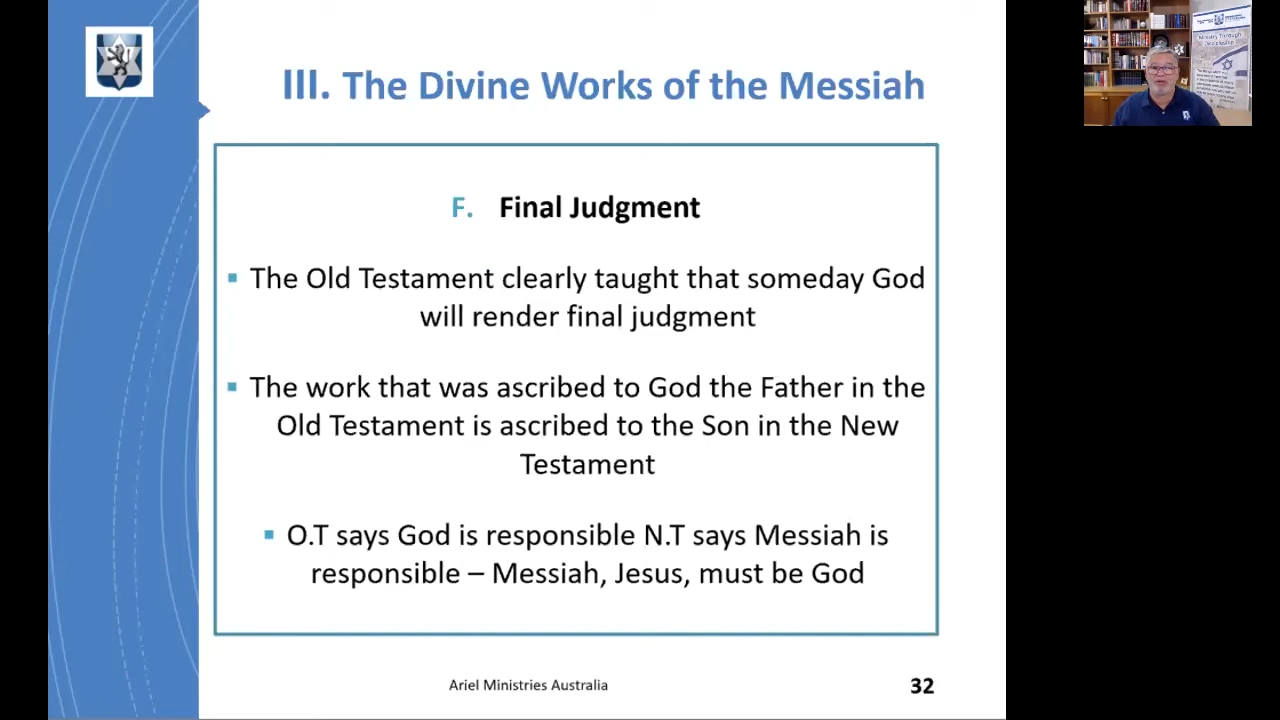 III. The Divine Works of the Messiah
F. Final Judgment
▪ The Old Testament clearly taught that someday God
will render final judgment
▪ The work that was ascribed to God the Father in the
Old Testament is ascribed to the Son in the New
Testament
▪ O.T says God is responsible N.T says Messiah is
responsible – Messiah, Jesus, must be God
Ariel Ministries Australia
32
Ministry Through
Discipleship